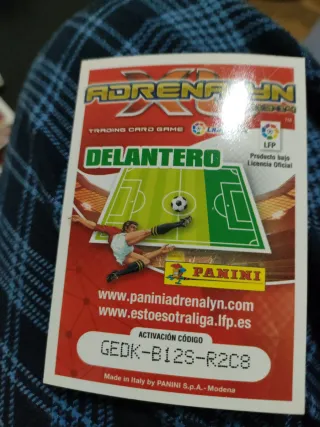 ADRENALYN
XL
TRADING CARD GAME
LFP
DELANTERO
Producto bajo
Licencia Oficial
PANINI
www.paniniadrenalyn.com
www.estoesotraliga.lfp.es
ACTIVACIÓN CÓDIGO
GEDK-B12S-R2C8
Made in Italy by PANINI S.p.A.-Modena